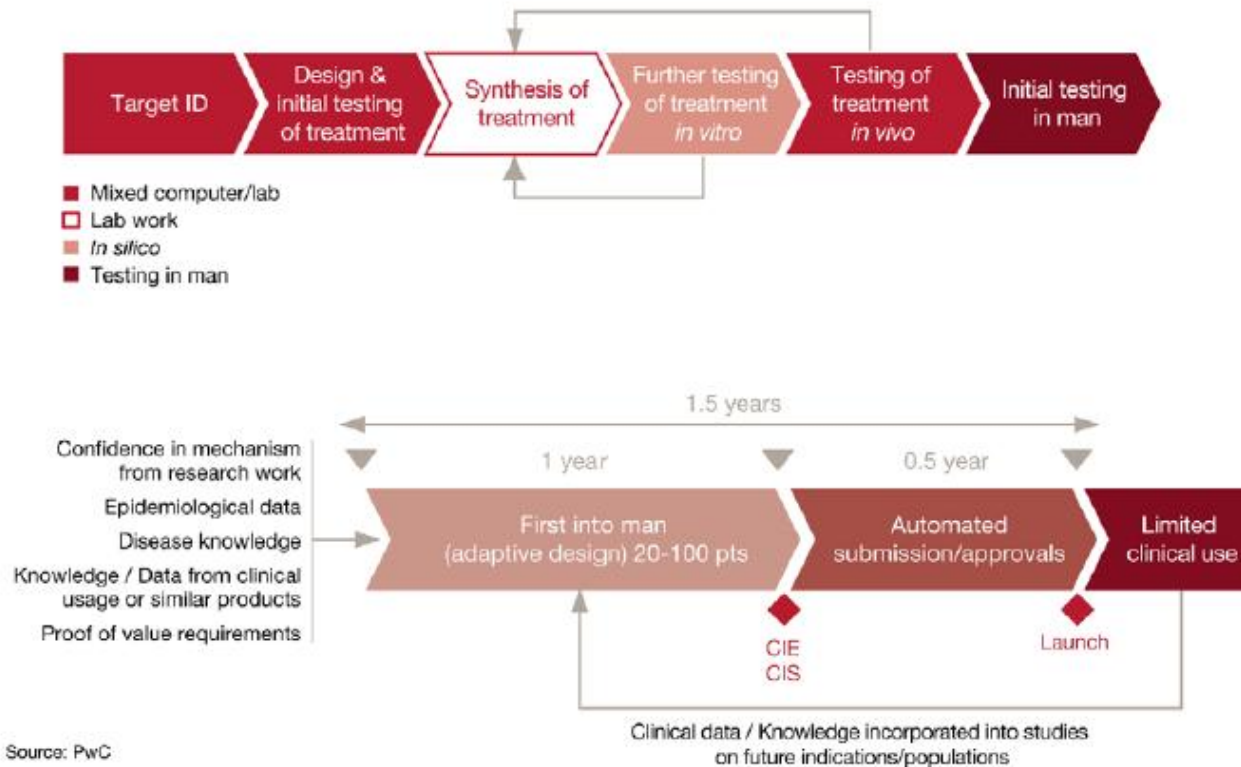 Target ID
Design &
initial testing
of treatment
Synthesis of
treatment
Further testing
of treatment
in vitro
Testing of
treatment
in vivo
Initial testing
in man
Mixed computer/lab
Lab work
In silico
Testing in man
1.5 years
1 year
0.5 year
Confidence in mechanism
from research work
Epidemiological data
Disease knowledge
Knowledge / Data from clinical
usage or similar products
Proof of value requirements
First into man
(adaptive design) 20-100 pts
Automated
submission/approvals
Limited
clinical use
CIE
CIS
Launch
Clinical data / Knowledge incorporated into studies
on future indications/populations
Source: PwC